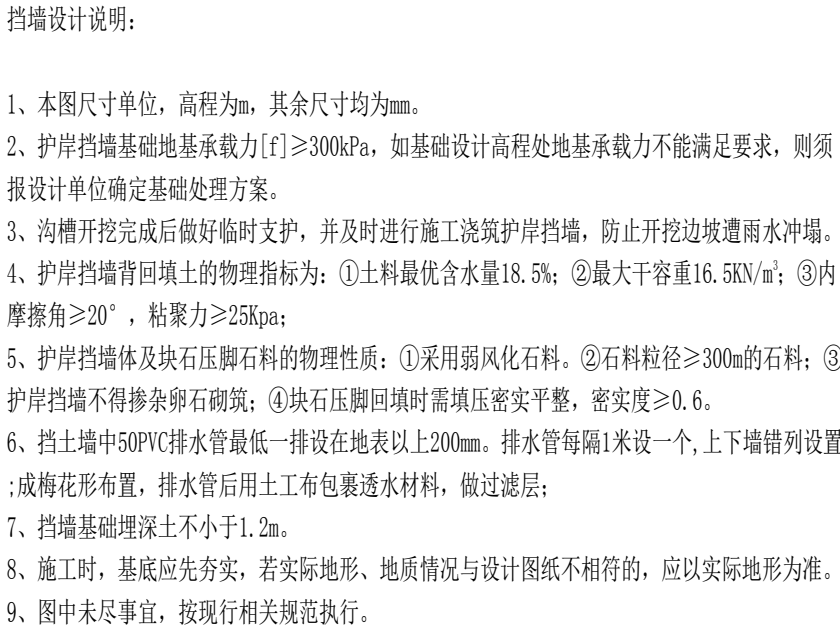 挡墙设计说明：
1、本图尺寸单位，高程为m，其余尺寸均为mm。
2、护岸挡墙基础地基承载力[f]≥300kPa，如基础设计高程处地基承载力不能满足要求，则须
报设计单位确定基础处理方案。
3、沟槽开挖完成后做好临时支护，并及时进行施工浇筑护岸挡墙，防止开挖边坡遭雨水冲塌。
4、护岸挡墙背回填土的物理指标为：①土料最优含水量18.5%；②最大干容重16.5KN/m³；③内
摩擦角≥20°，粘聚力≥25Kpa；
5、护岸挡墙体及块石压脚石料的物理性质：①采用弱风化石料。②石料粒径≥300m的石料；③
护岸挡墙不得掺杂卵石砌筑；④块石压脚回填时需填压密实平整，密实度≥0.6。
6、挡土墙中50PVC排水管最低一排设在地表以上200mm。排水管每隔1米设一个,上下墙错列设置
;成梅花形布置，排水管后用土工布包裹透水材料，做过滤层；
7、挡墙基础埋深土不小于1.2m。
8、施工时，基底应先夯实，若实际地形、地质情况与设计图纸不相符的，应以实际地形为准。
9、图中未尽事宜，按现行相关规范执行。